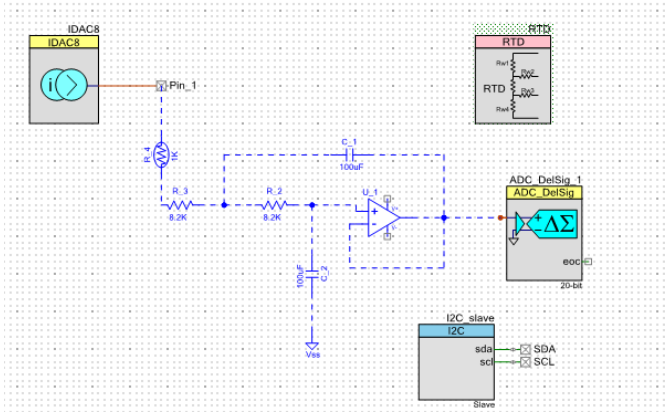 IDAC8
IDAC8
i
Pin_1
R_4
1K
R_3
8.2K
R_2
8.2K
C_1
100uF
U_1
+
-
V+
V-
100uF
C_2
Vss
RTD
RTD
Rw1
Rw2
RTD
Rw3
Rw4
ADC_DelSig_1
ADC_DelSig
+
-
ΔΣ
eoc
20-bit
I2C_slave
I2C
sda
SDA
scl
SCL
Slave